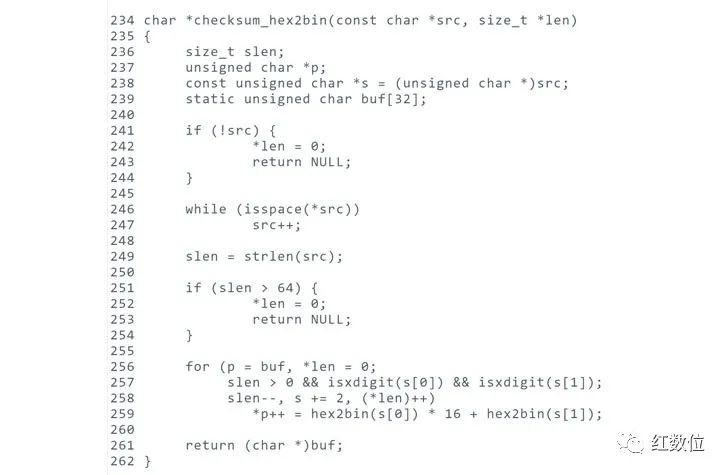 234 char *checksum_hex2bin(const char *src, size_t *len)
235 {
236 size_t slen;
237 unsigned char *p;
238 const unsigned char *s = (unsigned char *)src;
239 static unsigned char buf[32];
240
241 if (!src) {
242 *len = 0;
243 return NULL;
244 }
245
246 while (isspace(*src))
247 src++;
248
249 slen = strlen(src);
250
251 if (slen > 64) {
252 *len = 0;
253 return NULL;
254 }
255
256 for (p = buf, *len = 0;
257 slen > 0 && isxdigit(s[0]) && isxdigit(s[1]);
258 slen--, s += 2, (*len)++)
259 *p++ = hex2bin(s[0]) * 16 + hex2bin(s[1]);
260
261 return (char *)buf;
262 }
红数位